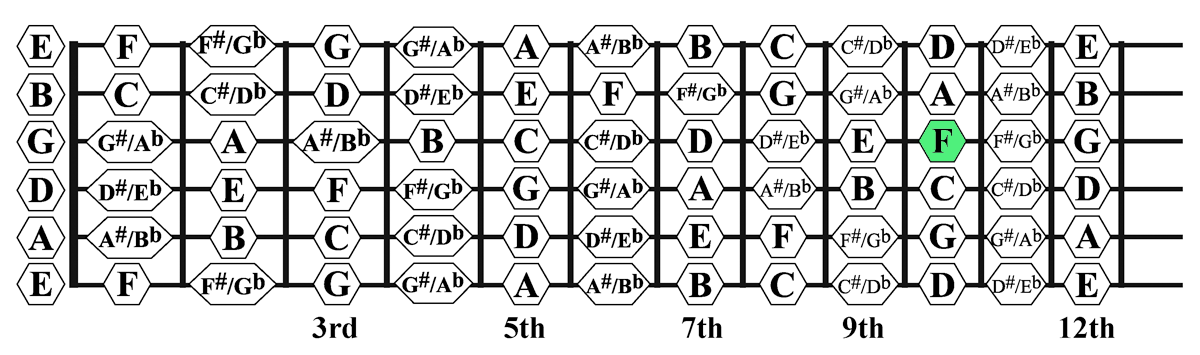 E F F#/Gb G G#/Ab A A#/Bb B C C#/Db D D#/Eb E
B C C#/Db D D#/Eb E F F#/Gb G G#/Ab A A#/Bb B
G G#/Ab A A#/Bb B C C#/Db D D#/Eb E F F#/Gb G
D D#/Eb E F F#/Gb G G#/Ab A A#/Bb B C C#/Db D
A A#/Bb B C C#/Db D D#/Eb E F F#/Gb G G#/Ab A
E F F#/Gb G G#/Ab A A#/Bb B C C#/Db D D#/Eb E
3rd 5th 7th 9th 12th